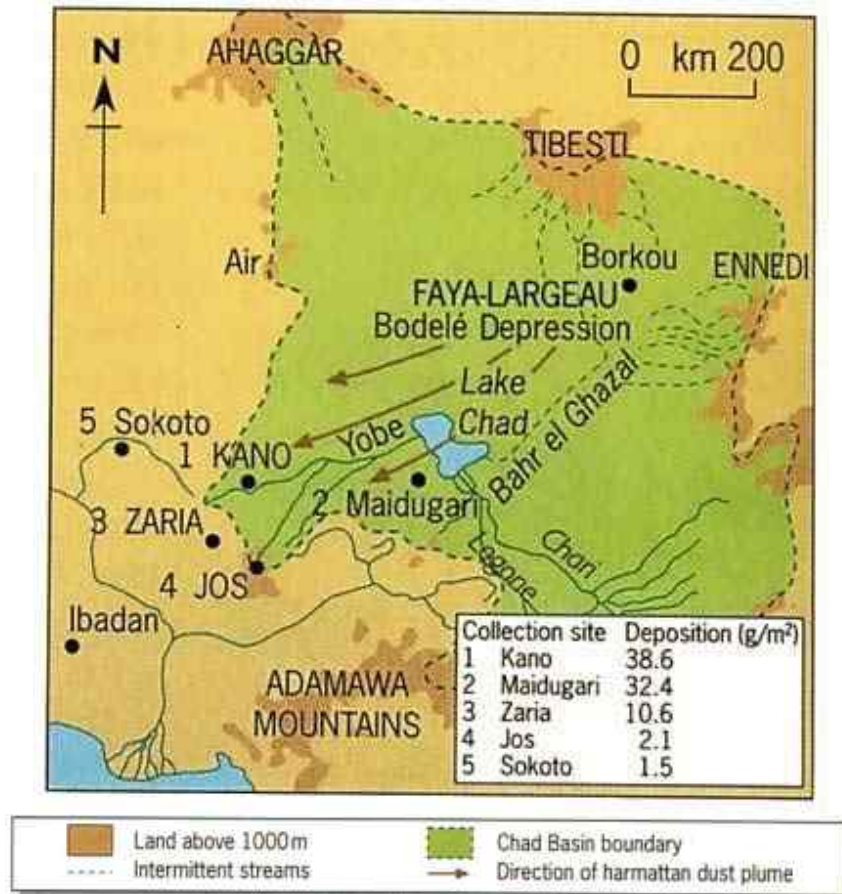 N
AHAGGAR
0 km 200
TIBESTI
Borkou
ENNEDI
Air
FAYA-LARGEAU
Bodelé Depression
Lake
Chad
Bahr el Ghazal
5 Sokoto
1 KANO
Yobe
2 Maidugari
3 ZARIA
4 JOS
Logone
Chari
Ibadan
ADAMAWA
MOUNTAINS
Collection site Deposition (g/m²)
1 Kano 38.6
2 Maidugari 32.4
3 Zaria 10.6
4 Jos 2.1
5 Sokoto 1.5
Land above 1000m
Chad Basin boundary
Intermittent streams
Direction of harmattan dust plume